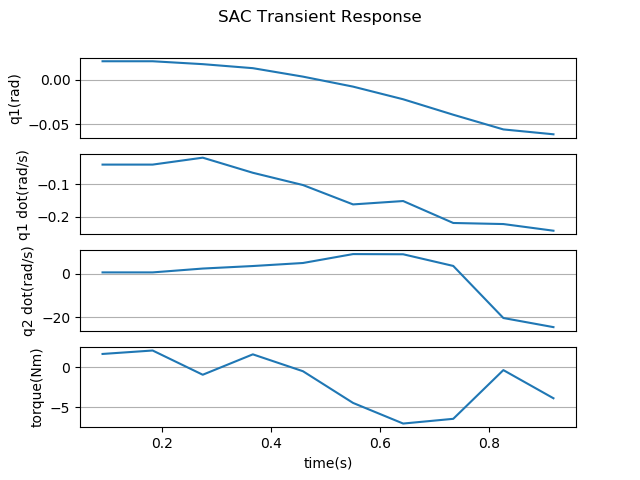 SAC Transient Response
q1(rad)
0.00
−0.05
q1 dot(rad/s)
−0.1
−0.2
q2 dot(rad/s)
0
−20
torque(Nm)
0
−5
0.2 0.4 0.6 0.8
time(s)